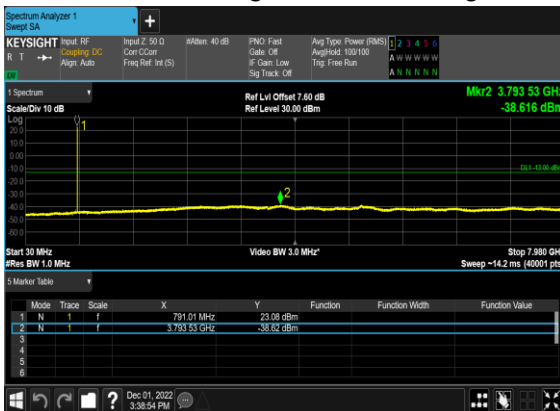 Spectrum Analyzer 1
Swept SA
+
KEYSIGHT
R T
LV
Input: RF
Coupling: DC
Align: Auto
Input Z: 50 Ω
Corr CCorr
Freq Ref: Int (S)
#Atten: 40 dB
PNO: Fast
Gate: Off
IF Gain: Low
Sig Track: Off
Avg Type: Power (RMS)
Avg|Hold: 100/100
Trig: Free Run
1 2 3 4 5 6
A W W W W W
A N N N N N
1 Spectrum
Scale/Div 10 dB
Ref Lvl Offset 7.60 dB
Ref Level 30.00 dBm
Mkr2 3.793 53 GHz
-38.616 dBm
Log
20.0
10.0
0.00
-10.0
-20.0
-30.0
-40.0
-50.0
-60.0
1
2
DL1 -13.00 dBm
Start 30 MHz
#Res BW 1.0 MHz
Video BW 3.0 MHz*
Stop 7.980 GHz
Sweep ~14.2 ms (40001 pts)
5 Marker Table
Mode Trace Scale X Y Function Function Width Function Value
1 N 1 f 791.01 MHz 23.08 dBm
2 N 1 f 3.793 53 GHz -38.62 dBm
3
4
5
6
?
Dec 01, 2022
3:38:54 PM